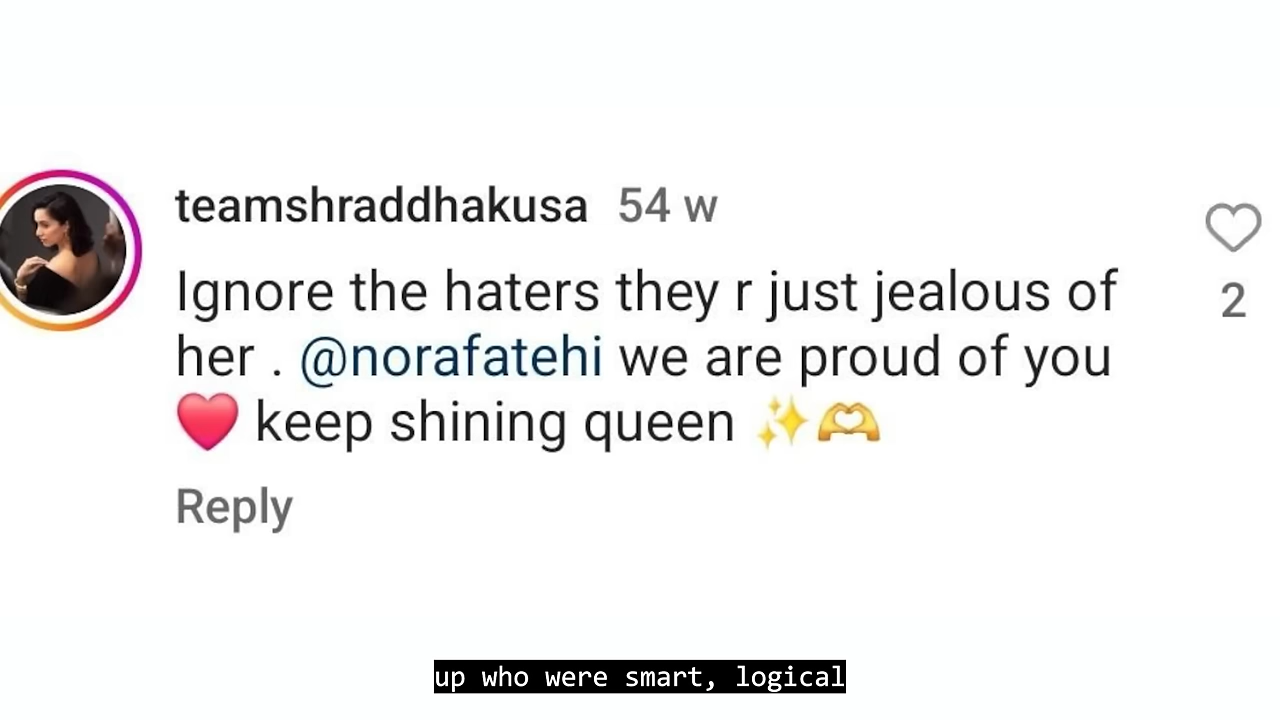 teamshraddhakusa 54 w
Ignore the haters they r just jealous of
her . @norafatehi we are proud of you
❤️ keep shining queen ✨🫶
2
Reply
up who were smart, logical